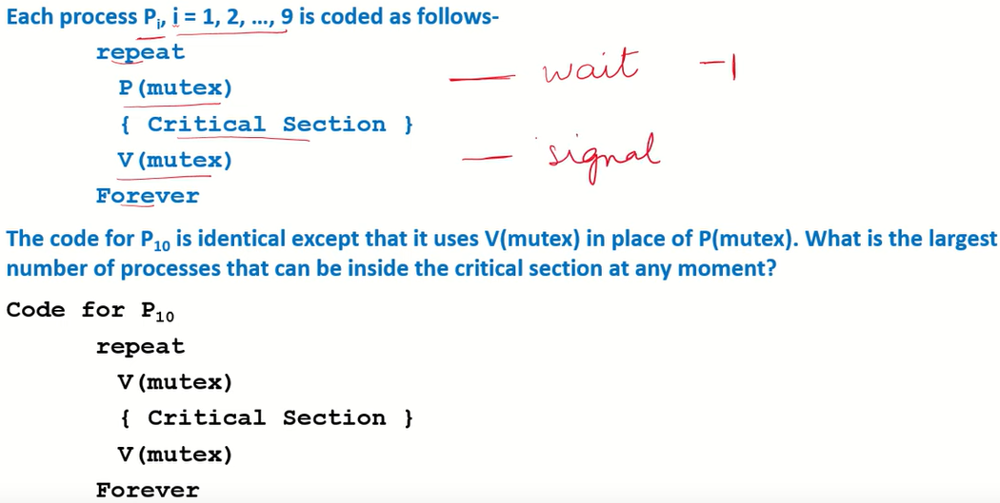 Each process Pi, i = 1, 2, ..., 9 is coded as follows-
repeat
P(mutex) — wait -1
{ Critical Section }
V(mutex) — signal
Forever
The code for P10 is identical except that it uses V(mutex) in place of P(mutex). What is the largest
number of processes that can be inside the critical section at any moment?
Code for P10
repeat
V(mutex)
{ Critical Section }
V(mutex)
Forever